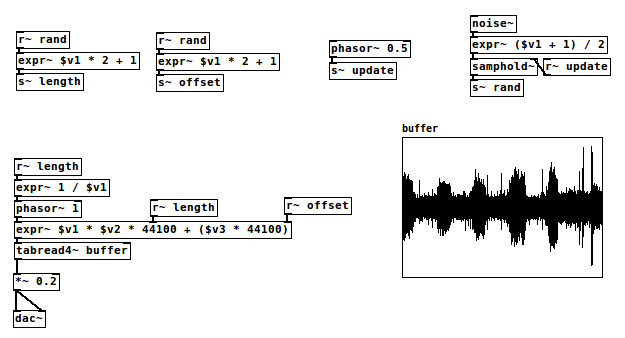 noise~
r~ rand
r~ rand
phasor~ 0.5
expr~ ($v1 + 1) / 2
expr~ $v1 * 2 + 1
expr~ $v1 * 2 + 1
s~ update
samphold~
r~ update
s~ length
s~ offset
s~ rand
buffer
r~ length
expr~ 1 / $v1
phasor~ 1
r~ length
r~ offset
expr~ $v1 * $v2 * 44100 + ($v3 * 44100)
tabread4~ buffer
*~ 0.2
dac~